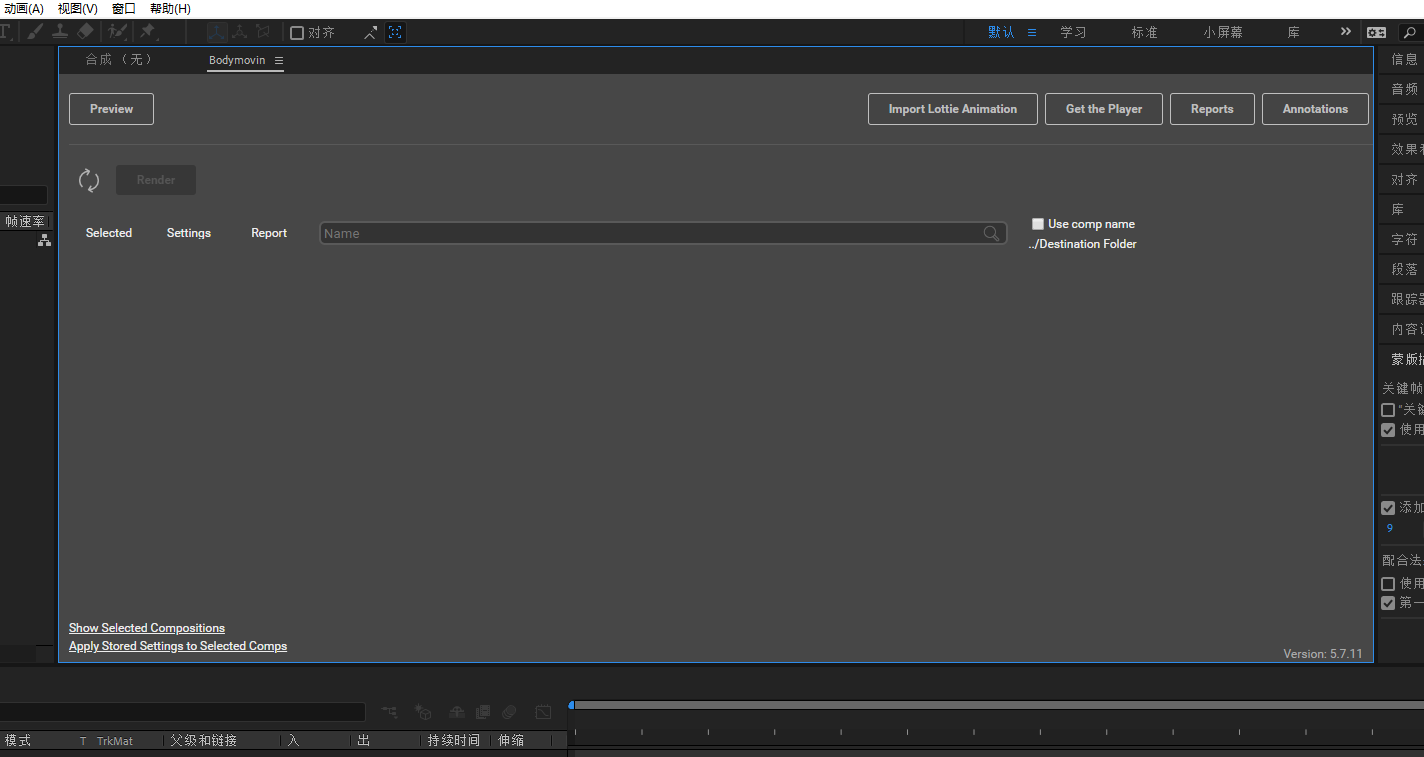 动画(A) 视图(V) 窗口 帮助(H)
对齐 默认 学习 标准 小屏幕 库
合成 （无） Bodymovin
信息
音频
Preview Import Lottie Animation Get the Player Reports Annotations
预览
效果
Render
对齐
库
帧速率
Selected Settings Report Name Use comp name
../Destination Folder
字符
段落
跟踪器
内容
蒙版
关键帧
"关键
使用
添加
9
配合法
使用
第一
Show Selected Compositions
Apply Stored Settings to Selected Comps
Version: 5.7.11
模式 T TrkMat 父级和链接 入 出 持续时间 伸缩